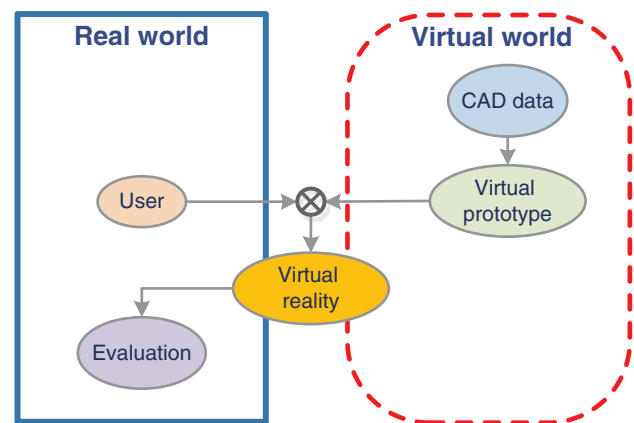 Real world
Virtual world
CAD data
User
Virtual
prototype
Virtual
reality
Evaluation